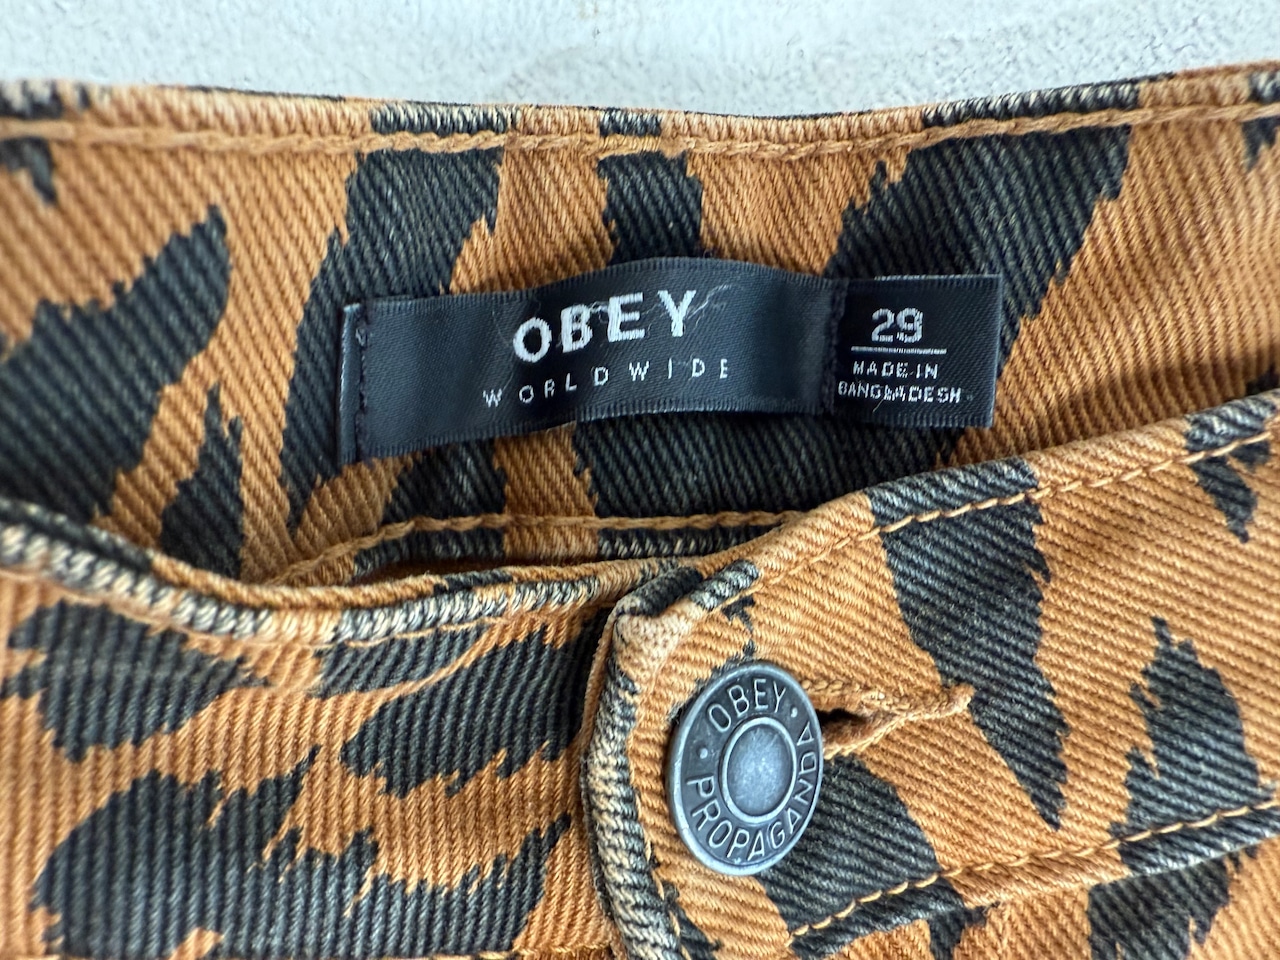 OBEY
WORLDWIDE
29
MADE IN
BANGLADESH
OBEY · PROPAGANDA ·